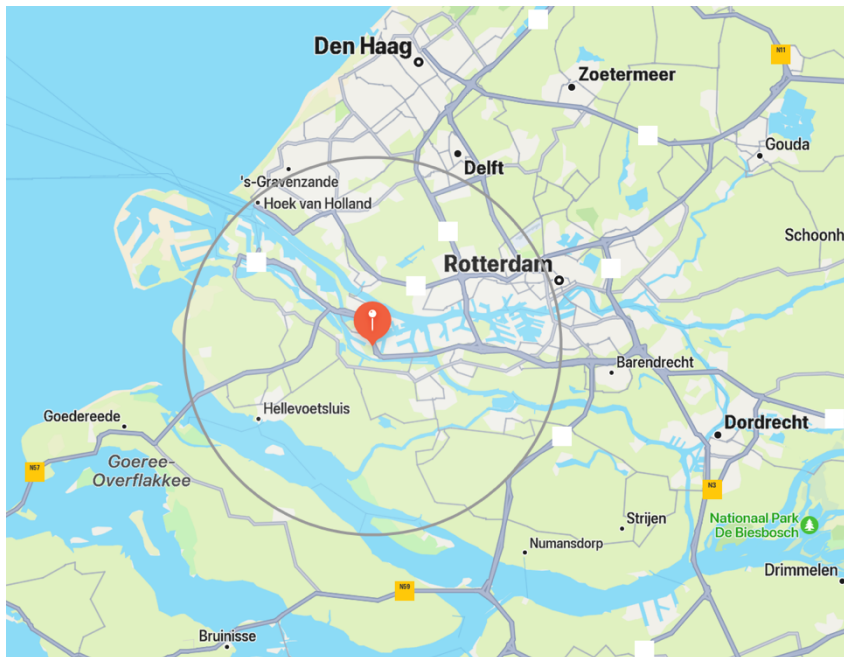 Den Haag
N11
Zoetermeer
Gouda
Delft
's-Gravenzande
Hoek van Holland
Schoonh
Rotterdam
Barendrecht
Goedereede
Hellevoetsluis
Dordrecht
Goeree-
Overflakkee
N57
N3
Strijen
Nationaal Park
De Biesbosch
Numansdorp
Drimmelen
N59
Bruinisse